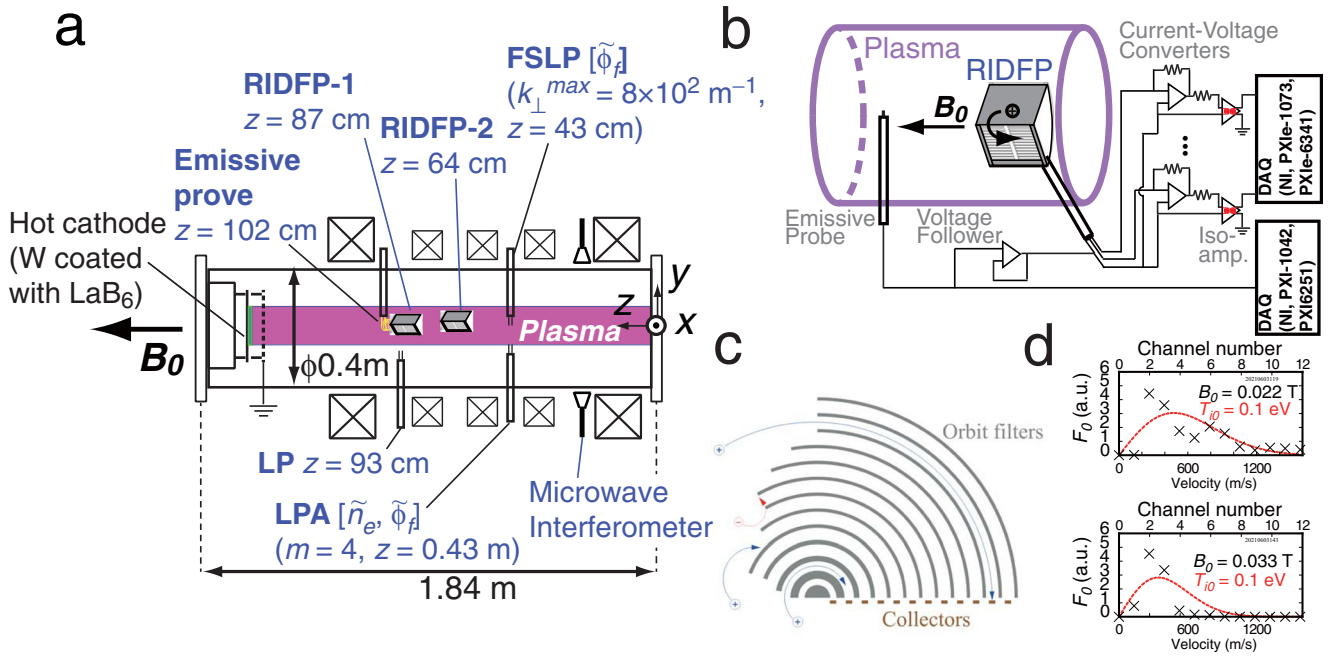 a
FSLP [φ̃f]
(k⊥max = 8×10² m⁻¹,
z = 43 cm)
RIDFP-1
z = 87 cm
RIDFP-2
z = 64 cm
Emissive
prove
z = 102 cm
Hot cathode
(W coated
with LaB₆)
B₀
ϕ0.4m
Plasma
y
z
x
LP z = 93 cm
LPA [ñe, φ̃f]
(m = 4, z = 0.43 m)
Microwave
Interferometer
1.84 m
b
Plasma
RIDFP
B₀
Current-Voltage
Converters
Emissive
Probe
Voltage
Follower
Iso-
amp.
DAQ
(NI, PXIe-1073,
PXIe-6341)
DAQ
(NI, PXI-1042,
PXI6251)
c
Orbit filters
Collectors
d
Channel number
0 2 4 6 8 10 12
20210603119
B₀ = 0.022 T
Tᵢ₀ = 0.1 eV
F₀ (a.u.)
6
5
4
3
2
1
0
0 600 1200
Velocity (m/s)
Channel number
0 2 4 6 8 10 12
20210603143
B₀ = 0.033 T
Tᵢ₀ = 0.1 eV
F₀ (a.u.)
6
5
4
3
2
1
0
0 600 1200
Velocity (m/s)